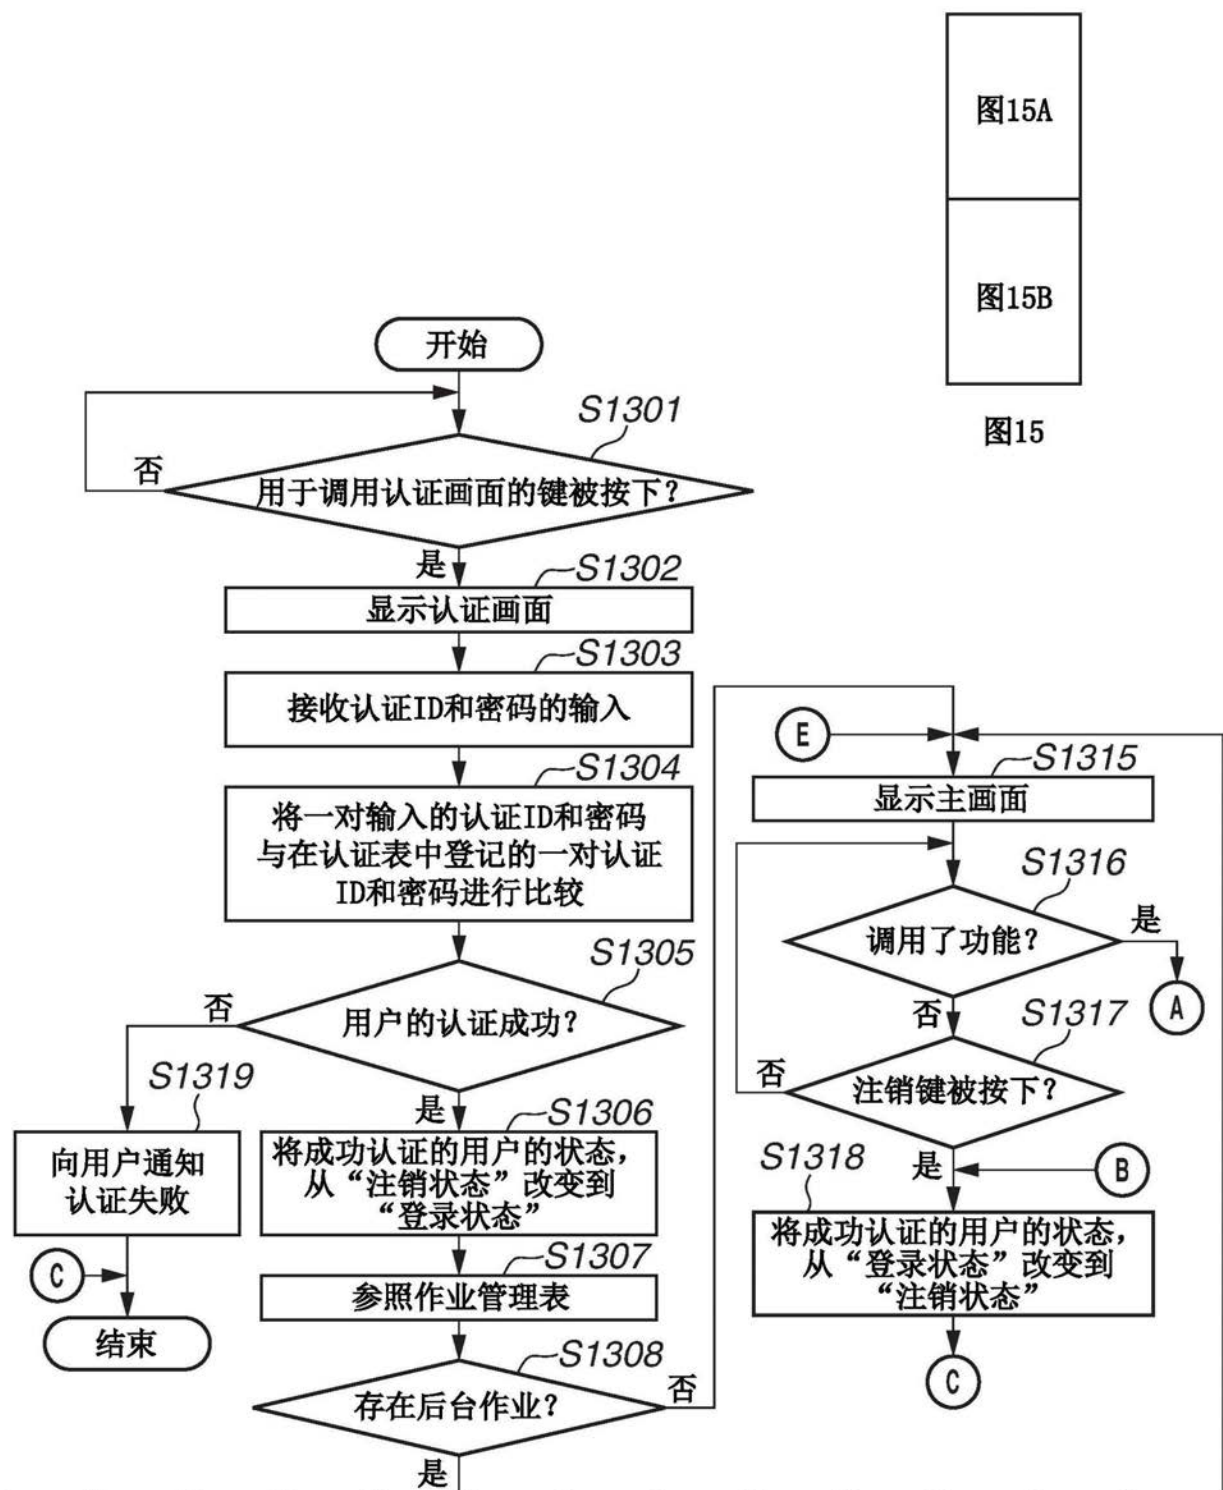 图15A
图15B
图15
开始
S1301
否
用于调用认证画面的键被按下？
是
S1302
显示认证画面
S1303
接收认证ID和密码的输入
S1304
将一对输入的认证ID和密码
与在认证表中登记的一对认证
ID和密码进行比较
S1305
否
用户的认证成功？
S1319
向用户通知
认证失败
C
结束
是
S1306
将成功认证的用户的状态，
从“注销状态”改变到
“登录状态”
S1307
参照作业管理表
S1308
否
存在后台作业？
是
E
S1315
显示主画面
S1316
调用了功能？
是
A
否
S1317
否
注销键被按下？
是
B
S1318
将成功认证的用户的状态，
从“登录状态”改变到
“注销状态”
C